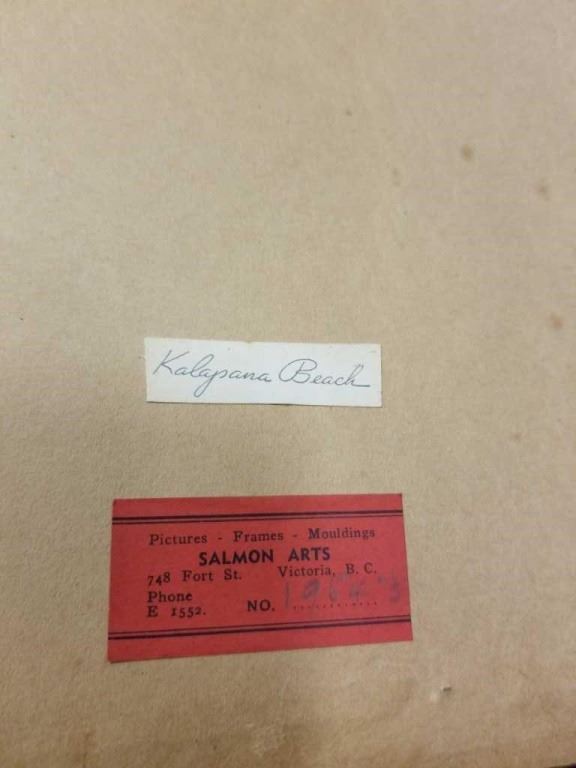 Kalapana Beach
Pictures - Frames - Mouldings
SALMON ARTS
748 Fort St. Victoria, B. C.
Phone
E 1552. NO.